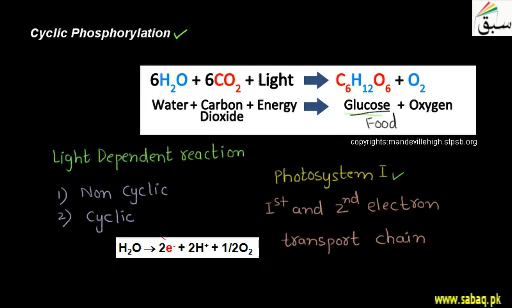 Cyclic Phosphorylation ✓
سبق
6H₂O + 6CO₂ + Light ➡ C₆H₁₂O₆ + O₂
Water + Carbon Dioxide + Energy ➡ Glucose + Oxygen
Food
copyrights:mandevillehigh.stpsb.org
Light Dependent reaction
1) Non Cyclic
2) Cyclic
H₂O → 2e⁻ + 2H⁺ + 1/2O₂
Photosystem I ✓
Iˢᵗ and 2ⁿᵈ electron
transport chain
www.sabaq.pk